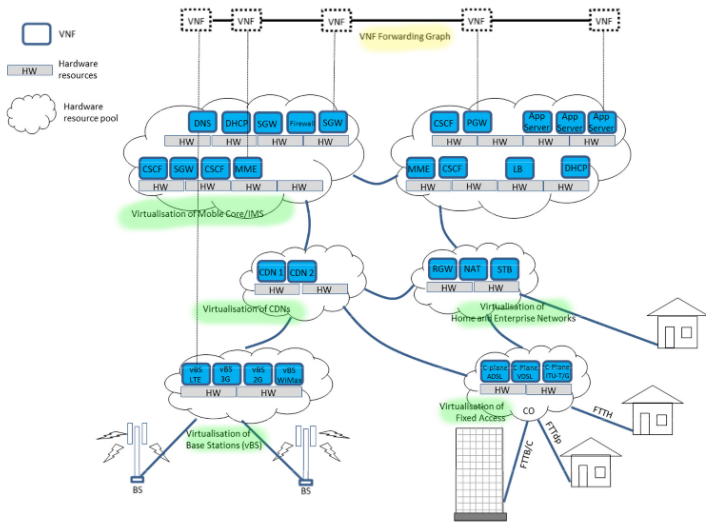 VNF VNF VNF VNF VNF
VNF Forwarding Graph
VNF
HW Hardware resources
Hardware resource pool
DNS DHCP SGW Firewall SGW
HW HW HW HW
CSCF SGW CSCF MME
HW HW HW HW
Virtualisation of Moble Core/IMS
CSCF PGW App Server App Server App Server
HW HW HW HW
MME CSCF LB DHCP
HW HW HW HW
CDN 1 CDN 2
HW HW
Virtualisation of CDNs
RGW NAT STB
HW HW
Virtualisation of
Home and Enterprise Networks
vBS LTE vBS 3G vBS 2G vBS WiMax
HW HW
Virtualisation of
Base Stations (vBS)
BS BS
C-plane ADSL C-Plane VDSL C-Plane ITU-T/G
HW HW
Virtualisation of
Fixed Access
CO
FTTH
FTTdp
FTTB/C